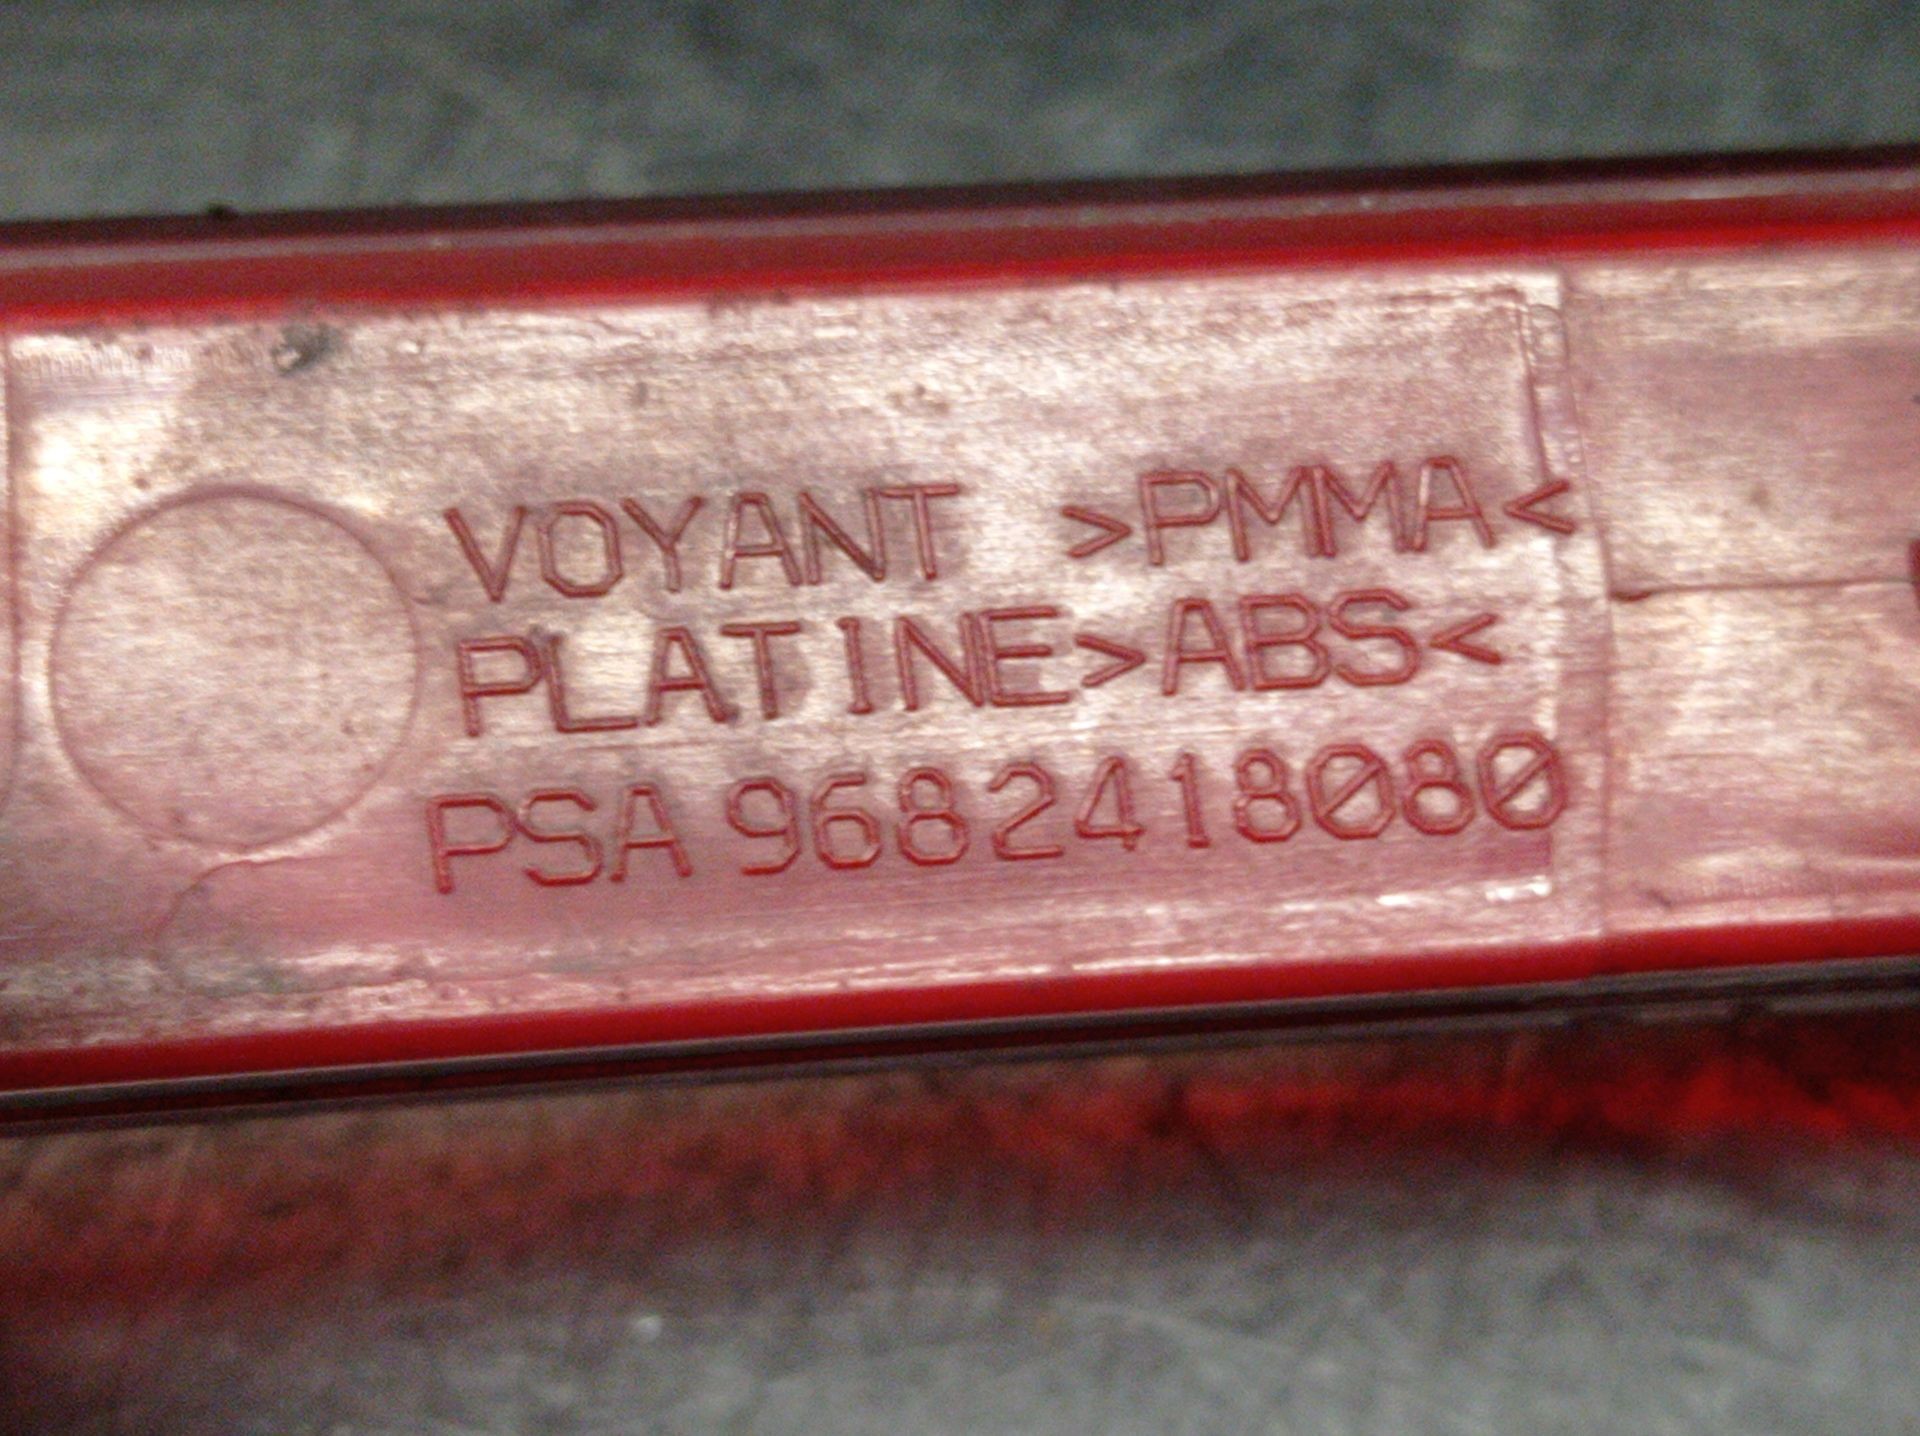 VOYANT >PMMA<
PLATINE>ABS<
PSA 9682418080